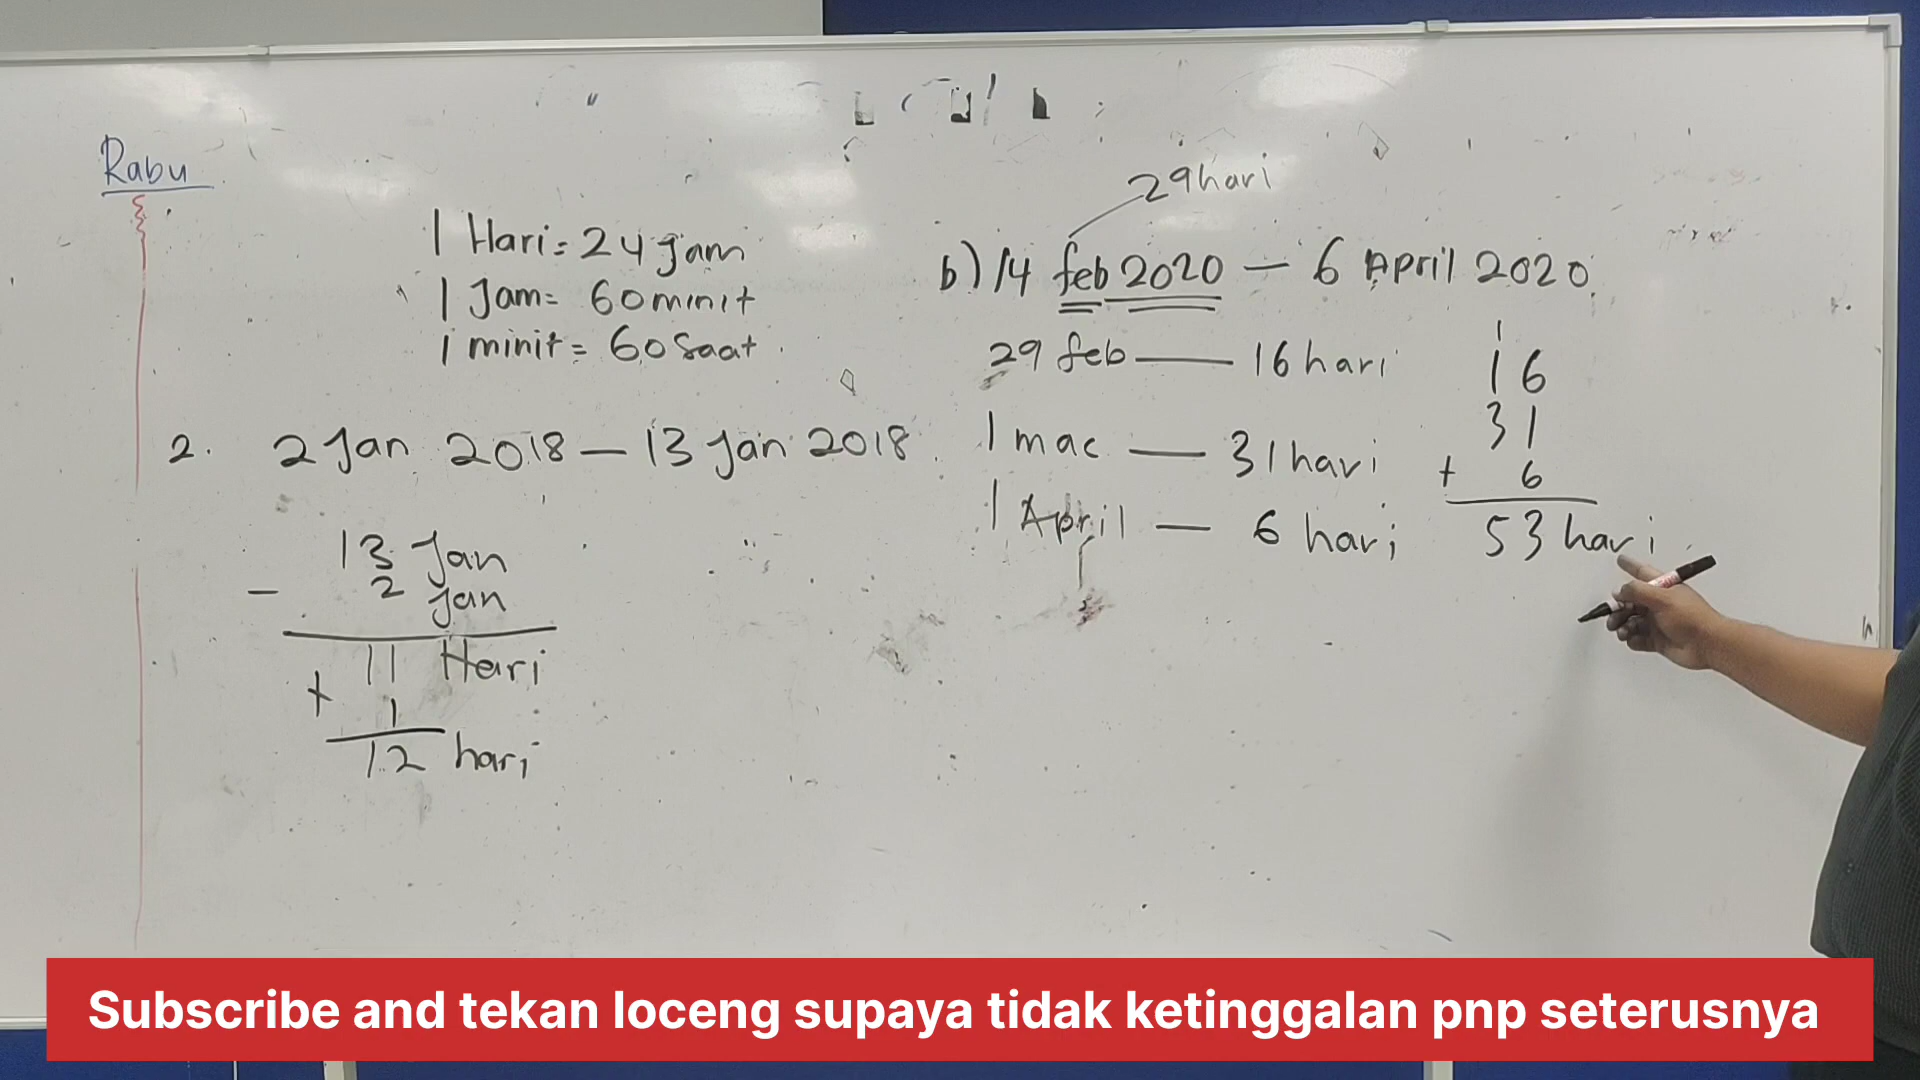 Rabu
1 Hari = 24 jam
1 Jam = 60 minit
1 minit = 60 Saat
2. 2 Jan 2018 — 13 Jan 2018
13 Jan
- 2 Jan
11 Hari
+ 1
12 hari
29 hari
b) 14 feb 2020 — 6 April 2020
29 feb — 16 hari
1 mac — 31 hari
1 April — 6 hari
1
16
31
+ 6
53 hari
Subscribe and tekan loceng supaya tidak ketinggalan pnp seterusnya